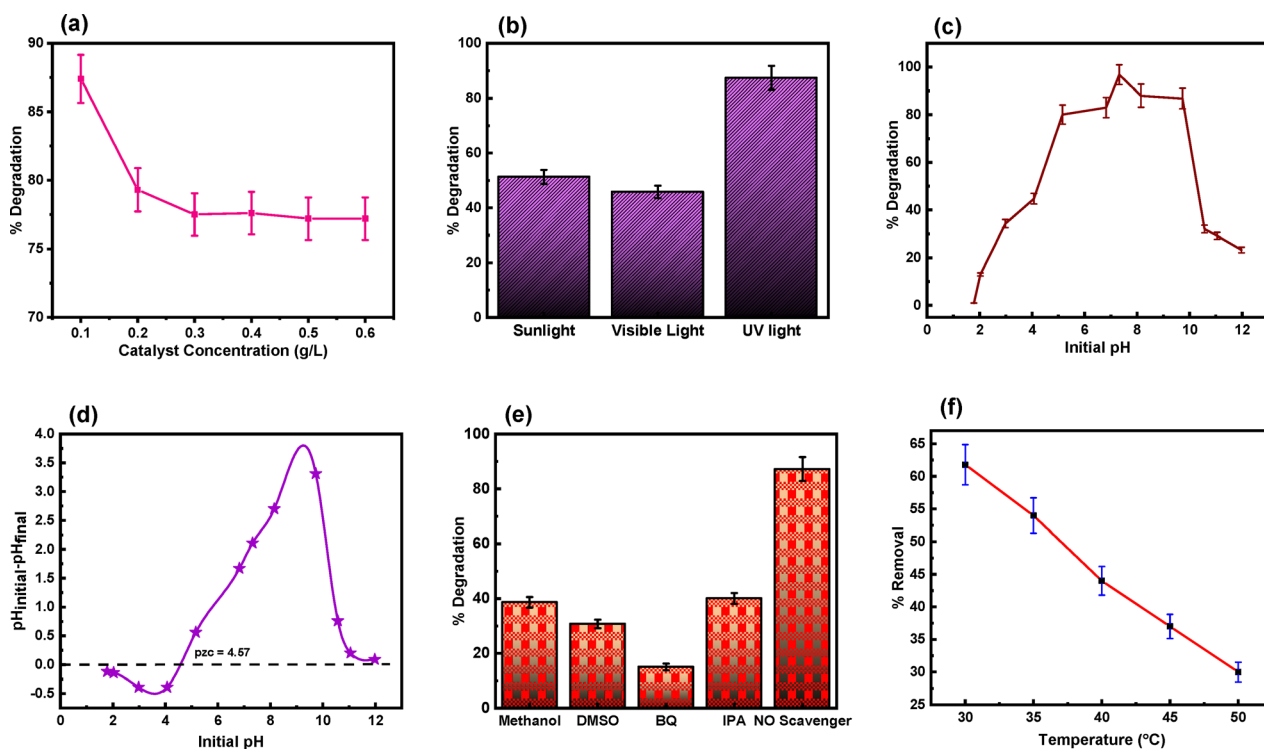 (a)
90
85
80
75
70
% Degradation
0.1 0.2 0.3 0.4 0.5 0.6
Catalyst Concentration (g/L)
(b)
100
80
60
40
20
0
% Degradation
Sunlight Visible Light UV light
(c)
100
80
60
40
20
0
% Degradation
0 2 4 6 8 10 12
Initial pH
(d)
4.0
3.5
3.0
2.5
2.0
1.5
1.0
0.5
0.0
-0.5
pHinitial-pHfinal
pzc = 4.57
0 2 4 6 8 10 12
Initial pH
(e)
100
80
60
40
20
0
% Degradation
Methanol DMSO BQ IPA NO Scavenger
(f)
65
60
55
50
45
40
35
30
25
% Removal
30 35 40 45 50
Temperature (°C)